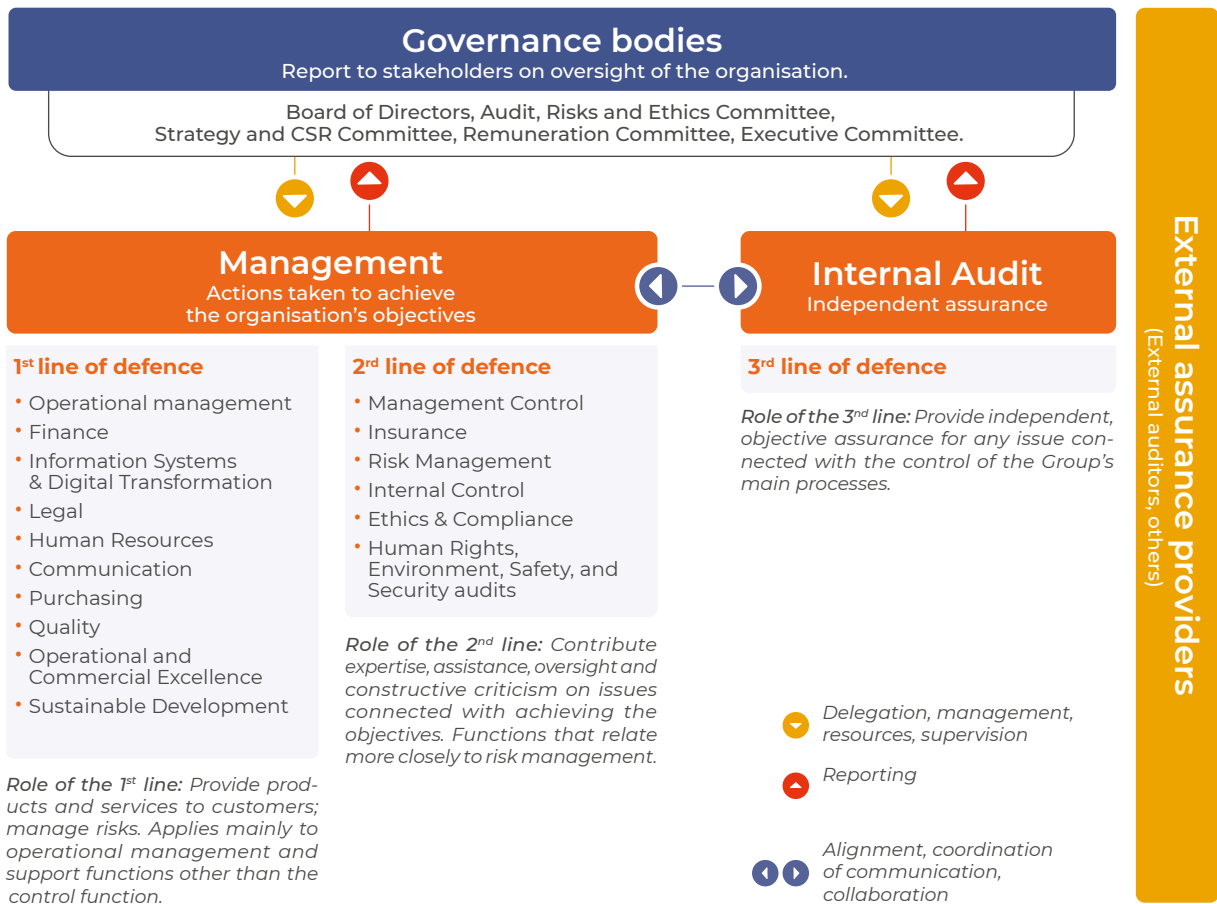 Governance bodies
Report to stakeholders on oversight of the organisation.
Board of Directors, Audit, Risks and Ethics Committee,
Strategy and CSR Committee, Remuneration Committee, Executive Committee.
Management
Actions taken to achieve
the organisation's objectives
Internal Audit
Independent assurance
1st line of defence
• Operational management
• Finance
• Information Systems
& Digital Transformation
• Legal
• Human Resources
• Communication
• Purchasing
• Quality
• Operational and
Commercial Excellence
• Sustainable Development
Role of the 1st line: Provide prod-
ucts and services to customers;
manage risks. Applies mainly to
operational management and
support functions other than the
control function.
2rd line of defence
• Management Control
• Insurance
• Risk Management
• Internal Control
• Ethics & Compliance
• Human Rights,
Environment, Safety, and
Security audits
Role of the 2nd line: Contribute
expertise, assistance, oversight and
constructive criticism on issues
connected with achieving the
objectives. Functions that relate
more closely to risk management.
3rd line of defence
Role of the 3nd line: Provide independent,
objective assurance for any issue con-
nected with the control of the Group's
main processes.
Delegation, management,
resources, supervision
Reporting
Alignment, coordination
of communication,
collaboration
External assurance providers
(External auditors, others)